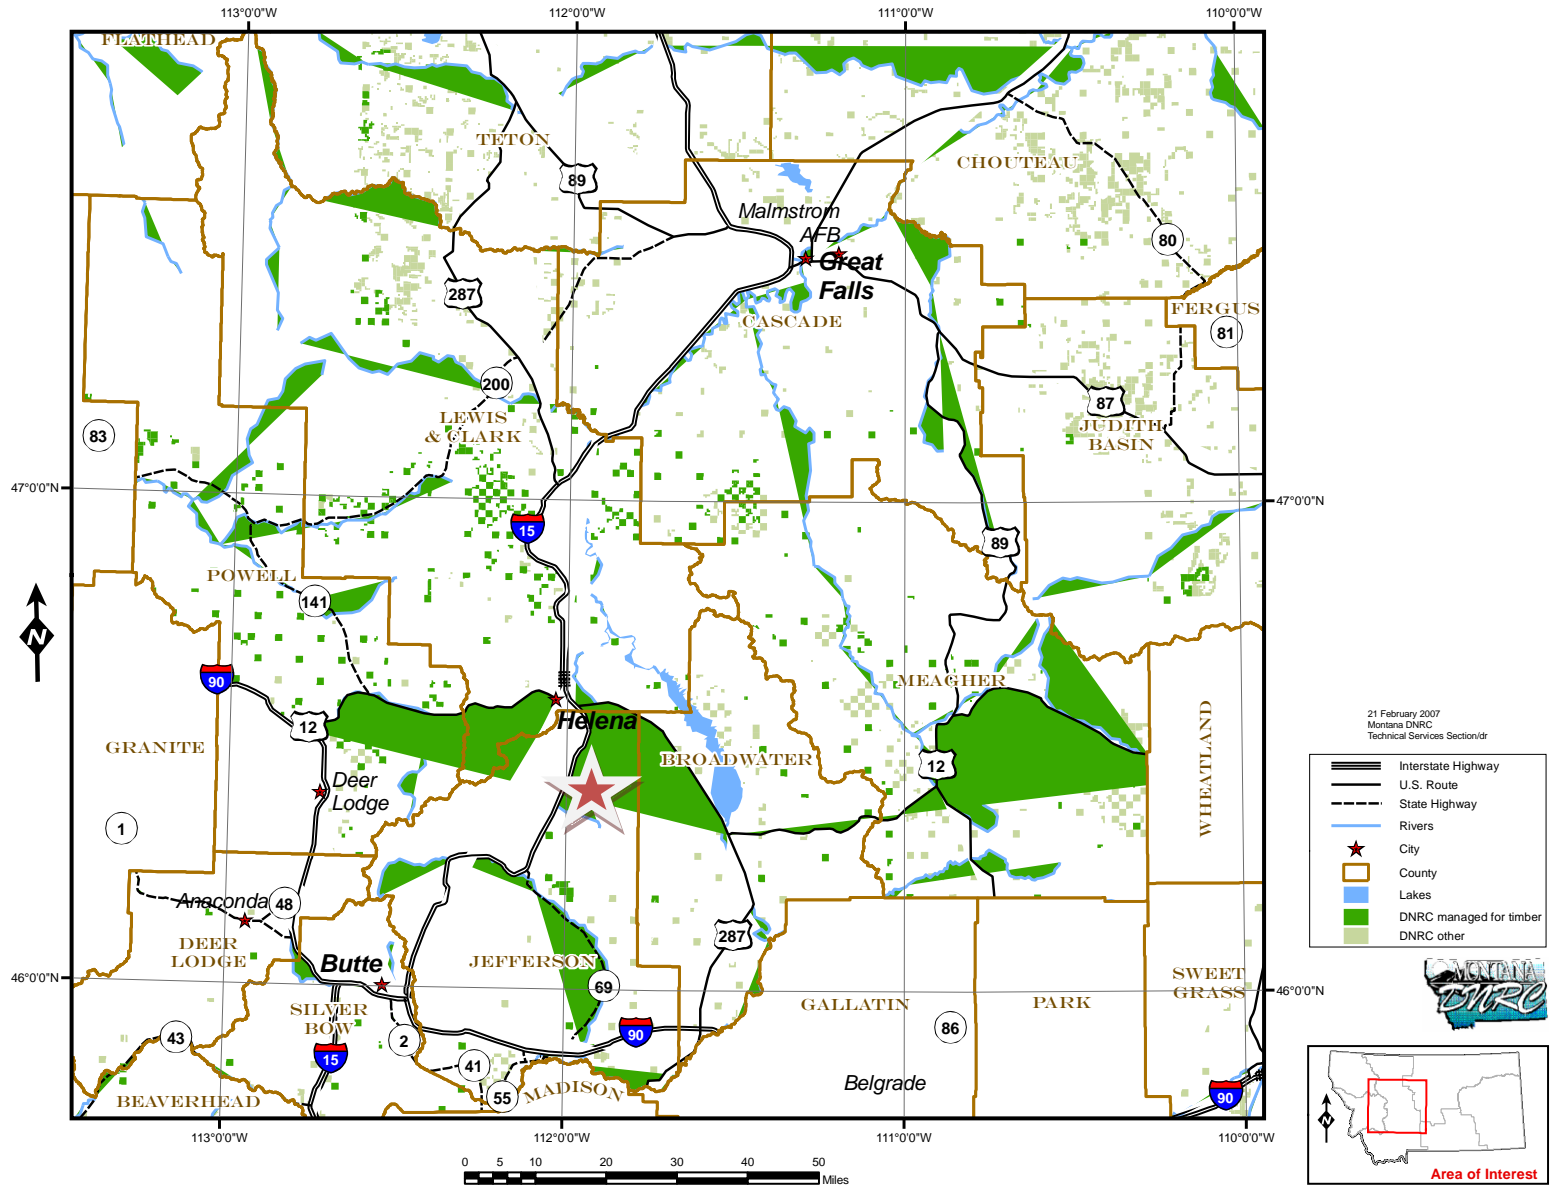 113°0'0"W
112°0'0"W
111°0'0"W
110°0'0"W
FLATHEAD
TETON
89
CHOUTEAU
Malmstrom
AFB
80
Great
Falls
287
CASCADE
FERGUS
81
200
87
LEWIS
& CLARK
JUDITH
BASIN
83
47°0'0"N
47°0'0"N
15
89
POWELL
141
90
MEAGHER
12
Helena
GRANITE
BROADWATER
12
WHEATLAND
Deer
Lodge
1
Anaconda
48
DEER
LODGE
287
Butte
JEFFERSON
69
46°0'0"N
46°0'0"N
SWEET
GRASS
GALLATIN
PARK
SILVER
BOW
43
2
90
86
15
41
55
MADISON
Belgrade
BEAVERHEAD
90
113°0'0"W
112°0'0"W
111°0'0"W
110°0'0"W
0 5 10 20 30 40 50
Miles
N
21 February 2007
Montana DNRC
Technical Services Section/dr
Interstate Highway
U.S. Route
State Highway
Rivers
City
County
Lakes
DNRC managed for timber
DNRC other
MONTANA
DNRC
N
Area of Interest